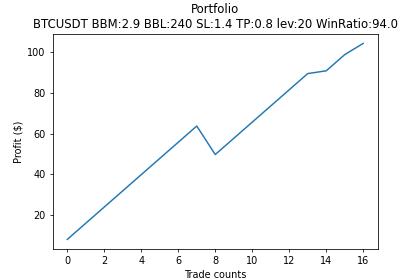 Portfolio
BTCUSDT BBM:2.9 BBL:240 SL:1.4 TP:0.8 lev:20 WinRatio:94.0
100
80
60
40
20
Profit ($)
0 2 4 6 8 10 12 14 16
Trade counts